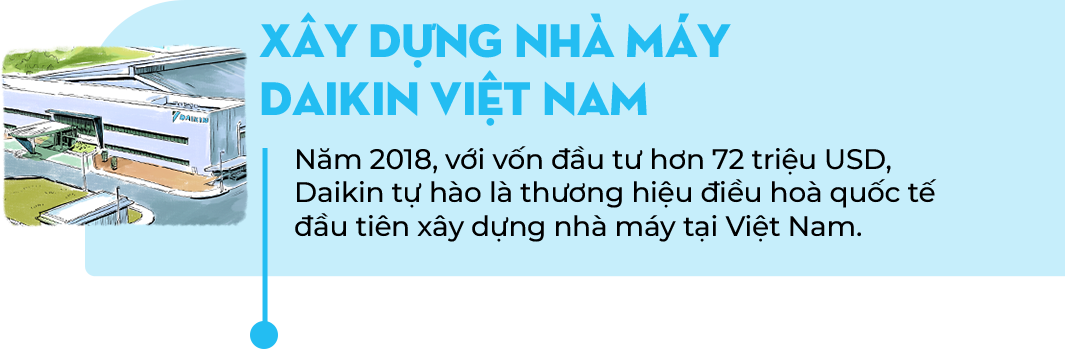 XÂY DỰNG NHÀ MÁY
DAIKIN VIỆT NAM
DAIKIN
Năm 2018, với vốn đầu tư hơn 72 triệu USD,
Daikin tự hào là thương hiệu điều hoà quốc tế
đầu tiên xây dựng nhà máy tại Việt Nam.